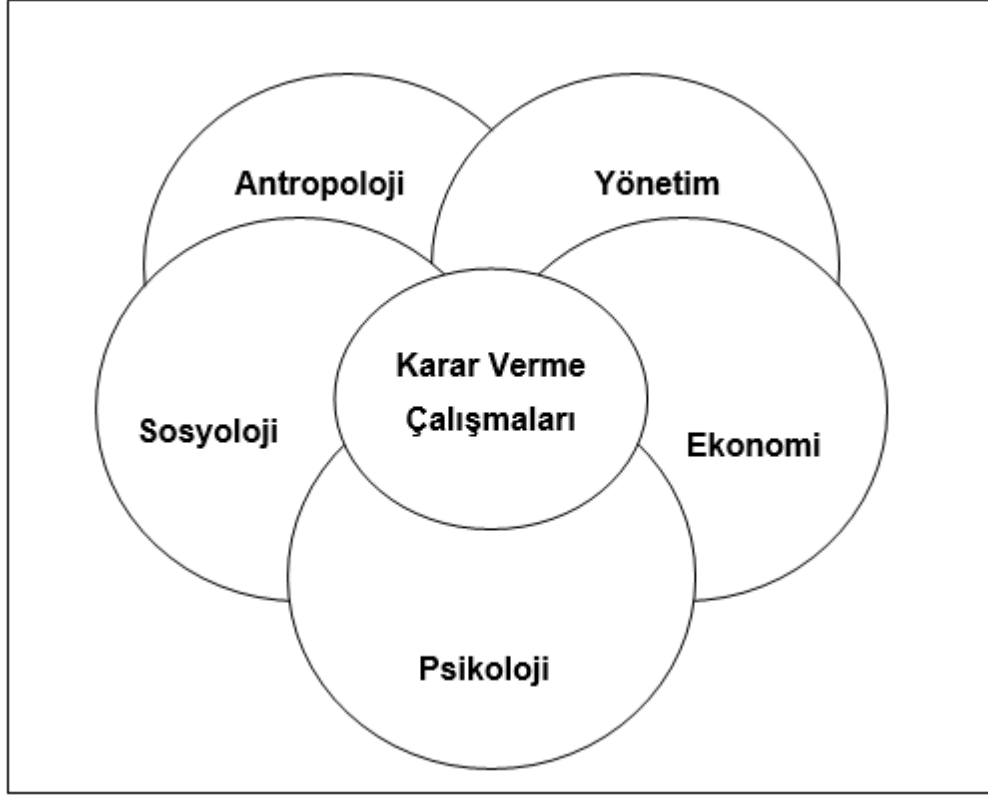 Antropoloji
Yönetim
Karar Verme
Çalışmaları
Sosyoloji
Ekonomi
Psikoloji